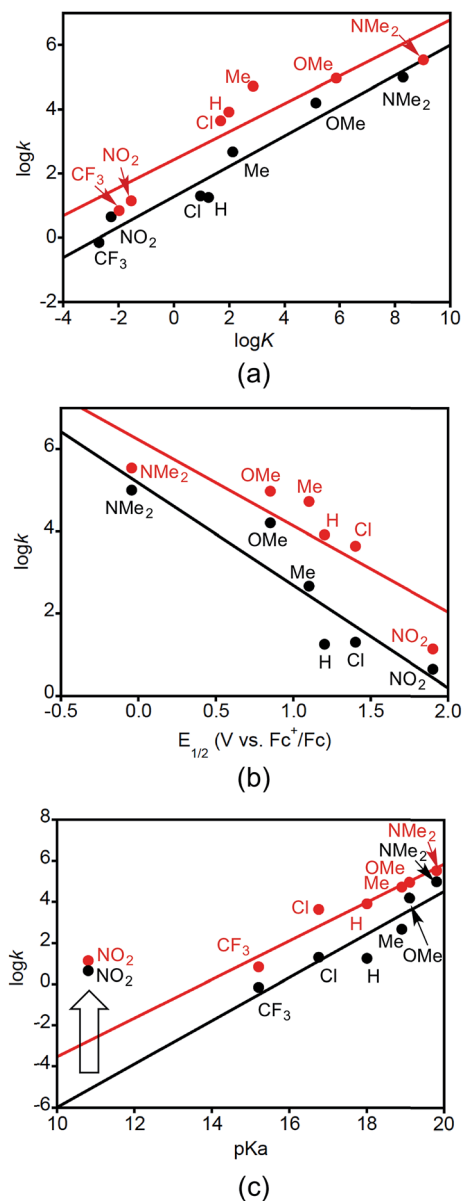 6
4
2
0
-2
logk
NMe2
OMe
NMe2
Me
H
OMe
Cl
Me
NO2
CF3
Cl
H
NO2
CF3
-4 -2 0 2 4 6 8 10
logK
(a)
6
4
2
0
logk
NMe2
OMe
Me
NMe2
H
Cl
OMe
Me
NO2
H
Cl
NO2
-0.5 0.0 0.5 1.0 1.5 2.0
E1/2 (V vs. Fc+/Fc)
(b)
8
6
4
2
0
-2
-4
-6
logk
NMe2
NMe2
OMe
Me
Cl
H
CF3
NO2
NO2
Me
OMe
Cl
H
CF3
10 12 14 16 18 20
pKa
(c)